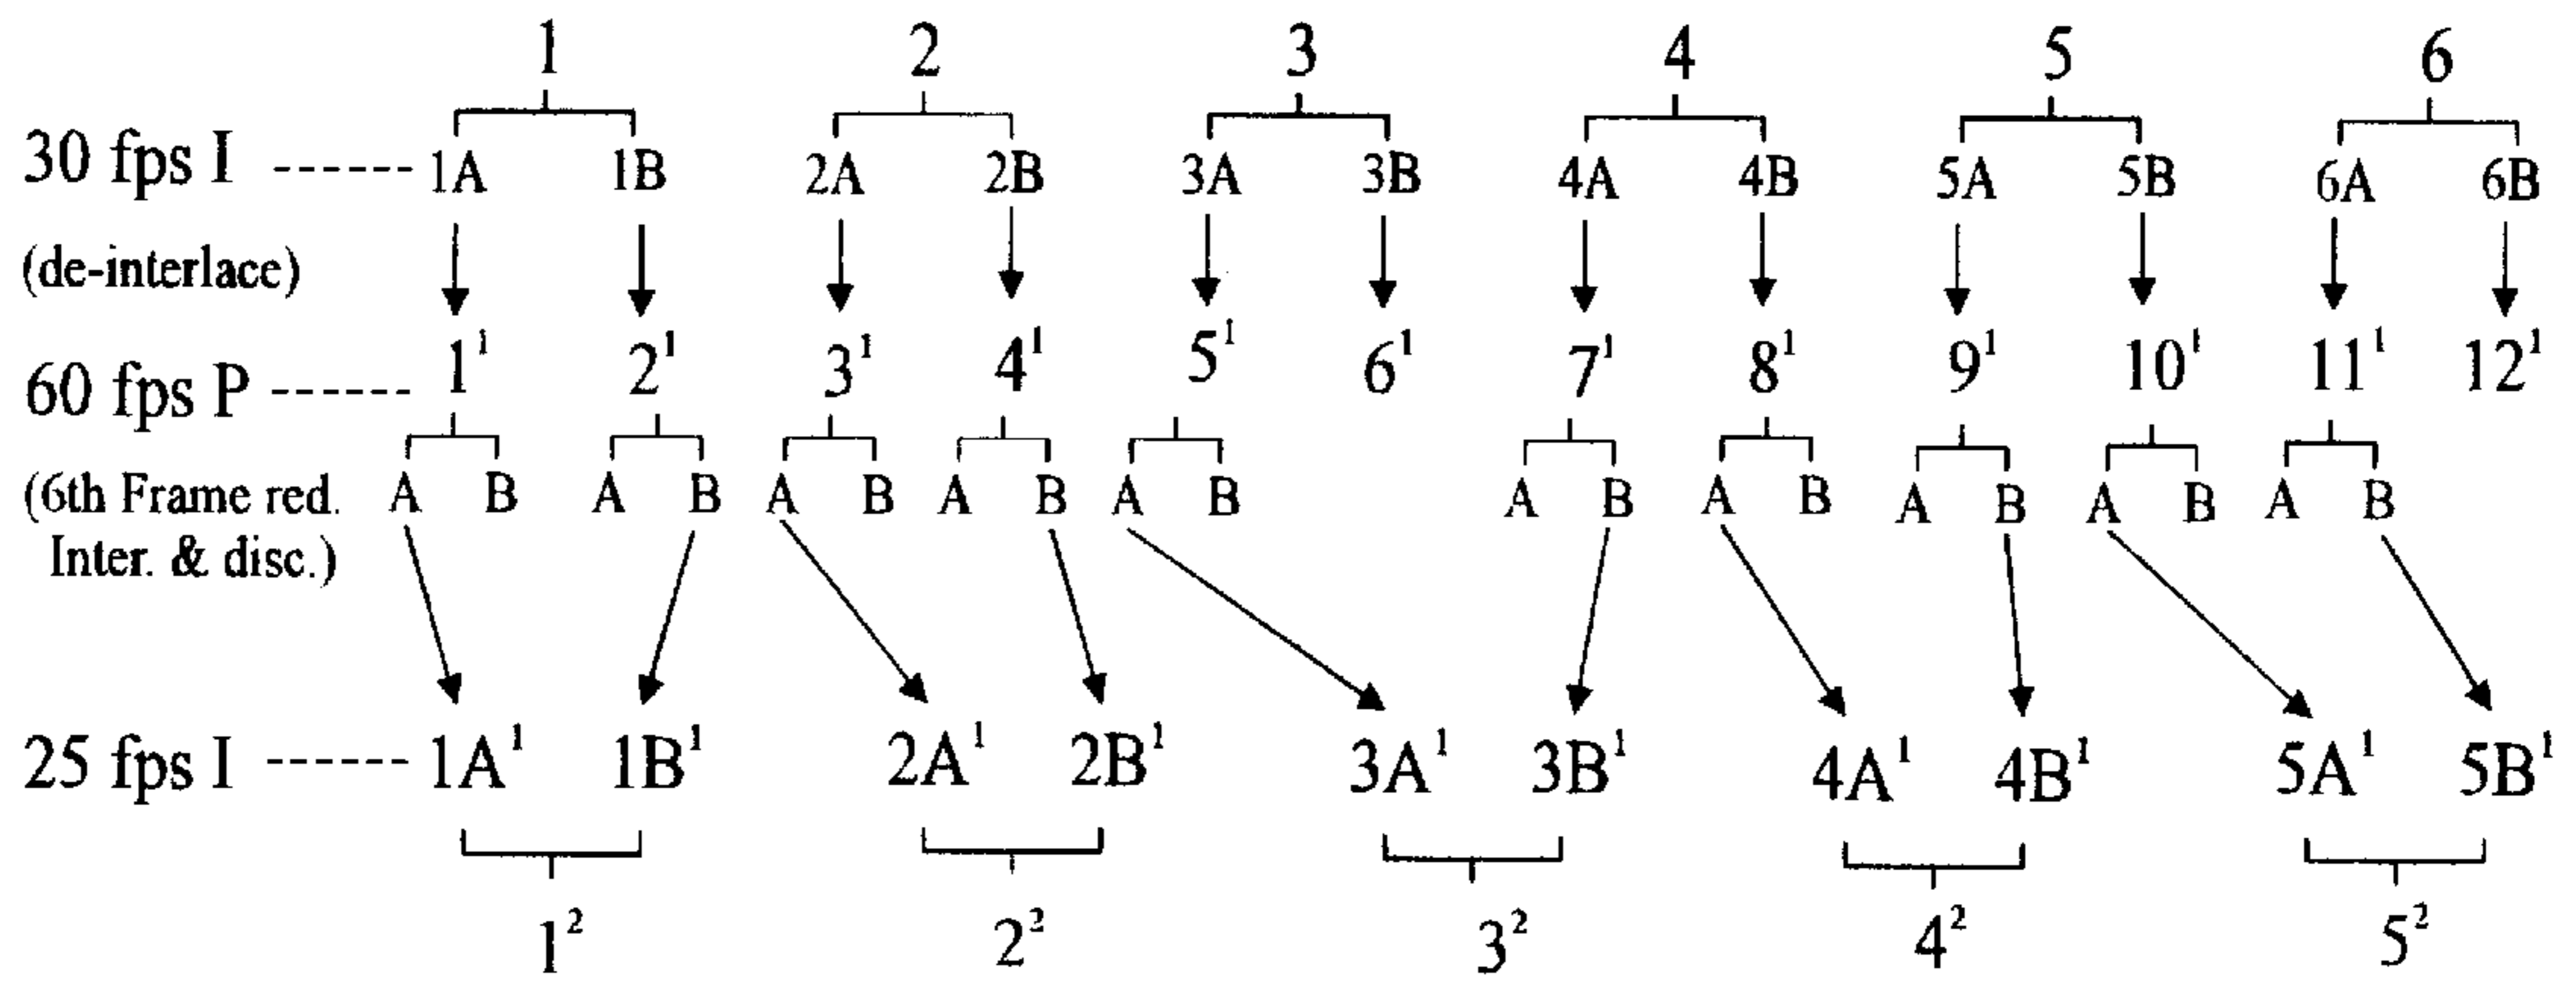 1 2 3 4 5 6
30 fps I ------ 1A 1B 2A 2B 3A 3B 4A 4B 5A 5B 6A 6B
(de-interlace)
60 fps P ------ 1¹ 2¹ 3¹ 4¹ 5¹ 6¹ 7¹ 8¹ 9¹ 10¹ 11¹ 12¹
(6th Frame red. A B A B A B A B A B A B A B A B A B A B
Inter. & disc.)
25 fps I ------ 1A¹ 1B¹ 2A¹ 2B¹ 3A¹ 3B¹ 4A¹ 4B¹ 5A¹ 5B¹
1² 2² 3² 4² 5²